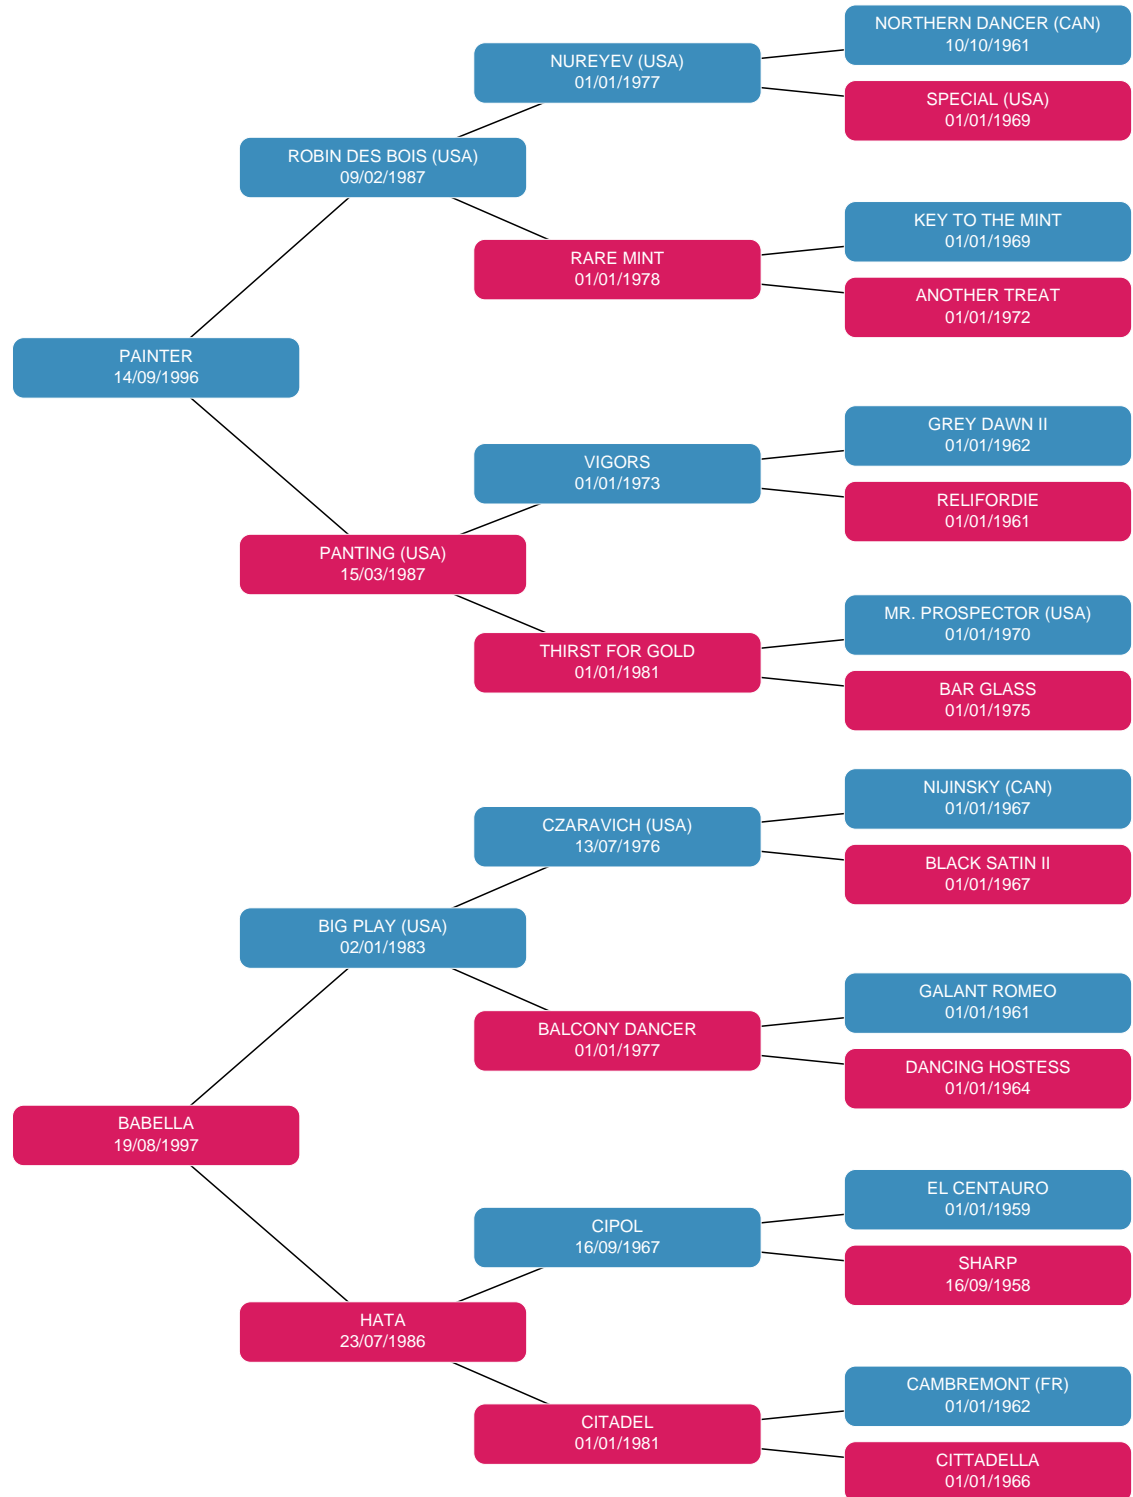 NORTHERN DANCER (CAN)
10/10/1961
NUREYEV (USA)
01/01/1977
SPECIAL (USA)
01/01/1969
ROBIN DES BOIS (USA)
09/02/1987
KEY TO THE MINT
01/01/1969
RARE MINT
01/01/1978
ANOTHER TREAT
01/01/1972
PAINTER
14/09/1996
GREY DAWN II
01/01/1962
VIGORS
01/01/1973
RELIFORDIE
01/01/1961
PANTING (USA)
15/03/1987
MR. PROSPECTOR (USA)
01/01/1970
THIRST FOR GOLD
01/01/1981
BAR GLASS
01/01/1975
NIJINSKY (CAN)
01/01/1967
CZARAVICH (USA)
13/07/1976
BLACK SATIN II
01/01/1967
BIG PLAY (USA)
02/01/1983
GALANT ROMEO
01/01/1961
BALCONY DANCER
01/01/1977
DANCING HOSTESS
01/01/1964
BABELLA
19/08/1997
EL CENTAURO
01/01/1959
CIPOL
16/09/1967
SHARP
16/09/1958
HATA
23/07/1986
CAMBREMONT (FR)
01/01/1962
CITADEL
01/01/1981
CITTADELLA
01/01/1966